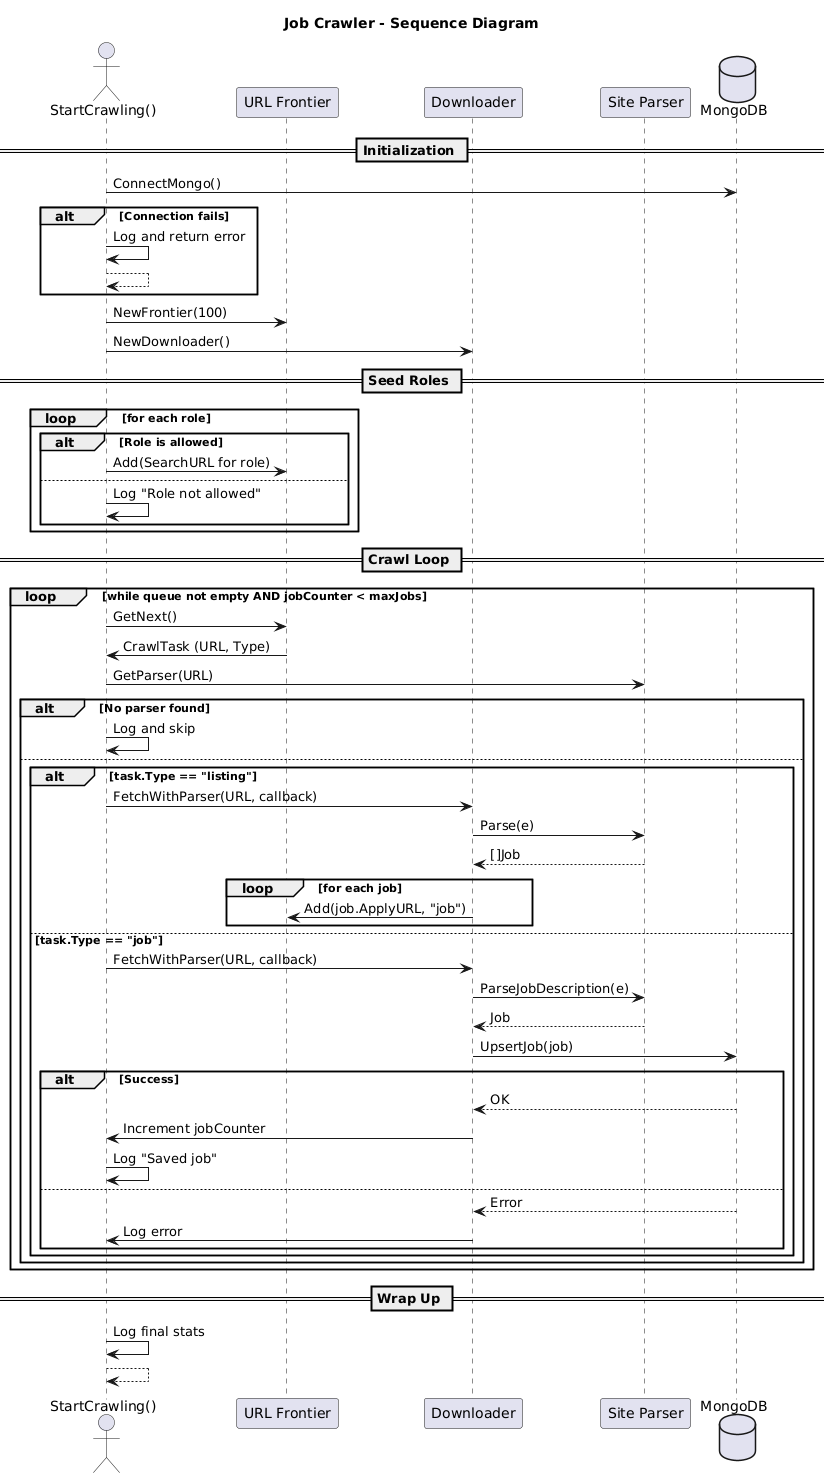 Job Crawler - Sequence Diagram
StartCrawling()
URL Frontier
Downloader
Site Parser
MongoDB
Initialization
ConnectMongo()
alt [Connection fails]
Log and return error
NewFrontier(100)
NewDownloader()
Seed Roles
loop [for each role]
alt [Role is allowed]
Add(SearchURL for role)
Log "Role not allowed"
Crawl Loop
loop [while queue not empty AND jobCounter < maxJobs]
GetNext()
CrawlTask (URL, Type)
GetParser(URL)
alt [No parser found]
Log and skip
alt [task.Type == "listing"]
FetchWithParser(URL, callback)
Parse(e)
[]Job
loop [for each job]
Add(job.ApplyURL, "job")
[task.Type == "job"]
FetchWithParser(URL, callback)
ParseJobDescription(e)
Job
UpsertJob(job)
alt [Success]
OK
Increment jobCounter
Log "Saved job"
Error
Log error
Wrap Up
Log final stats
StartCrawling()
URL Frontier
Downloader
Site Parser
MongoDB